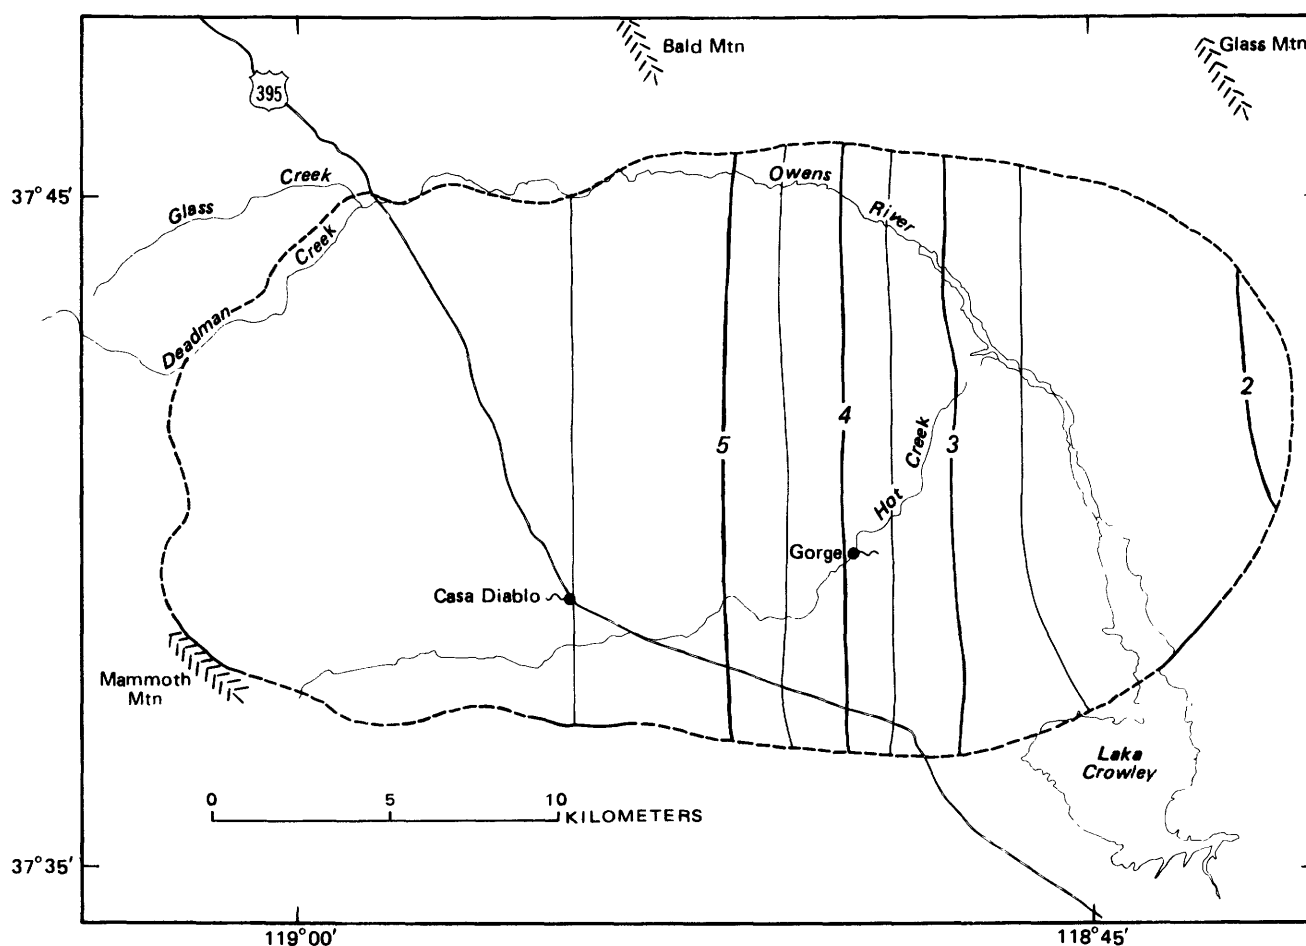 Bald Mtn
Glass Mtn
395
37°45'
Glass Creek
Deadman Creek
Owens River
2
5
4
3
Hot Creek
Gorge
Casa Diablo
Mammoth
Mtn
Laka
Crowley
0 5 10
KILOMETERS
37°35'
119°00' 118°45'